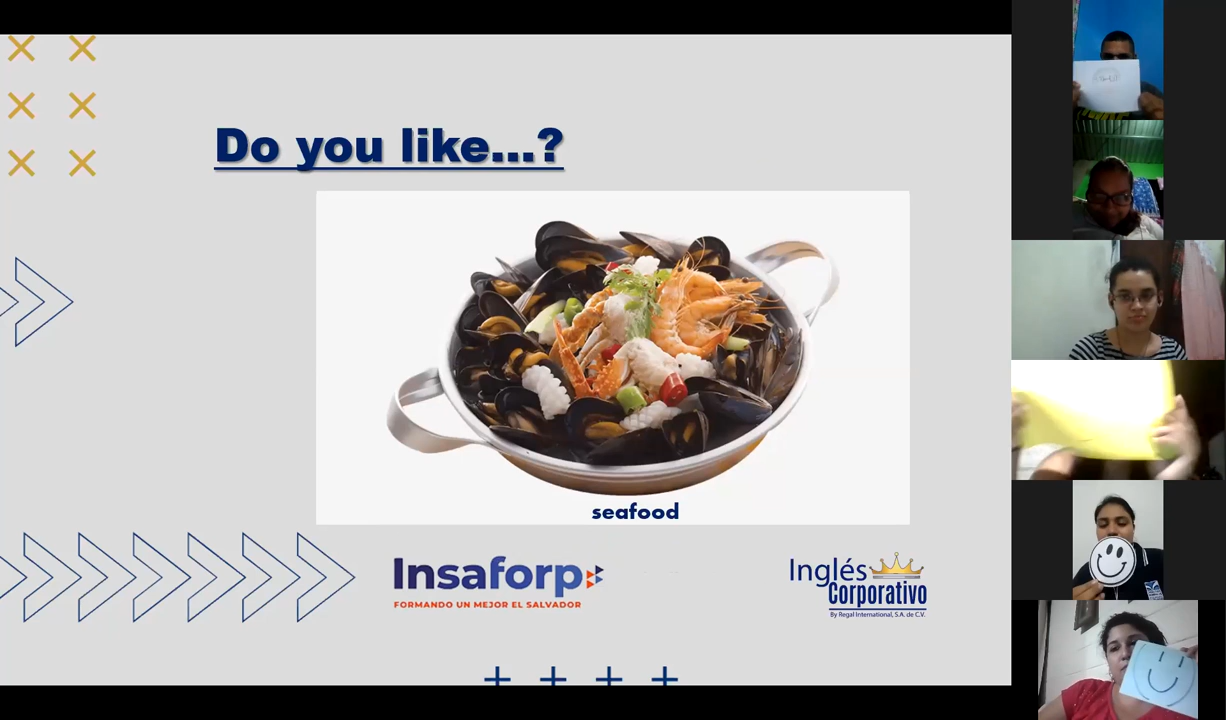 Do you like...?
seafood
Insaforp
FORMANDO UN MEJOR EL SALVADOR
Inglés
Corporativo
By Regal International, S.A. de C.V.